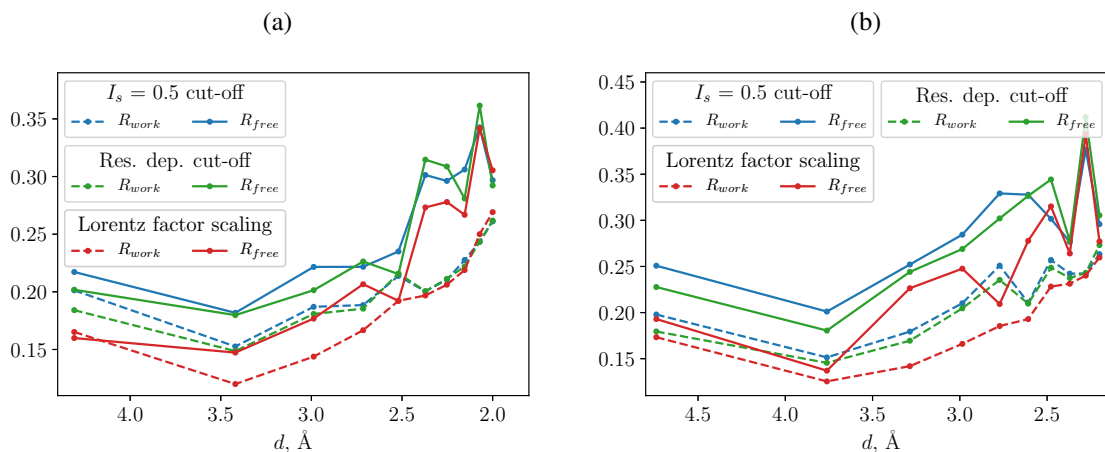 (a)
I_s = 0.5 cut-off
R_work R_free
Res. dep. cut-off
R_work R_free
Lorentz factor scaling
R_work R_free
0.35
0.30
0.25
0.20
0.15
4.0 3.5 3.0 2.5 2.0
d, Å
(b)
I_s = 0.5 cut-off
R_work R_free
Res. dep. cut-off
R_work R_free
Lorentz factor scaling
R_work R_free
0.45
0.40
0.35
0.30
0.25
0.20
0.15
4.5 4.0 3.5 3.0 2.5
d, Å